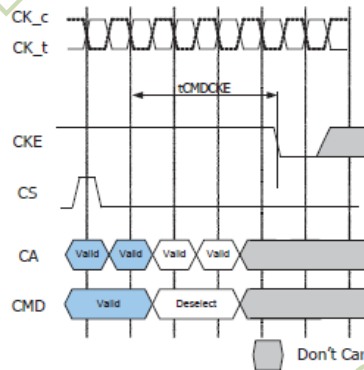 CK_c
CK_t
tCMDCKE
CKE
CS
CA Valid Valid Valid Valid
CMD Valid Deselect
Don't Car